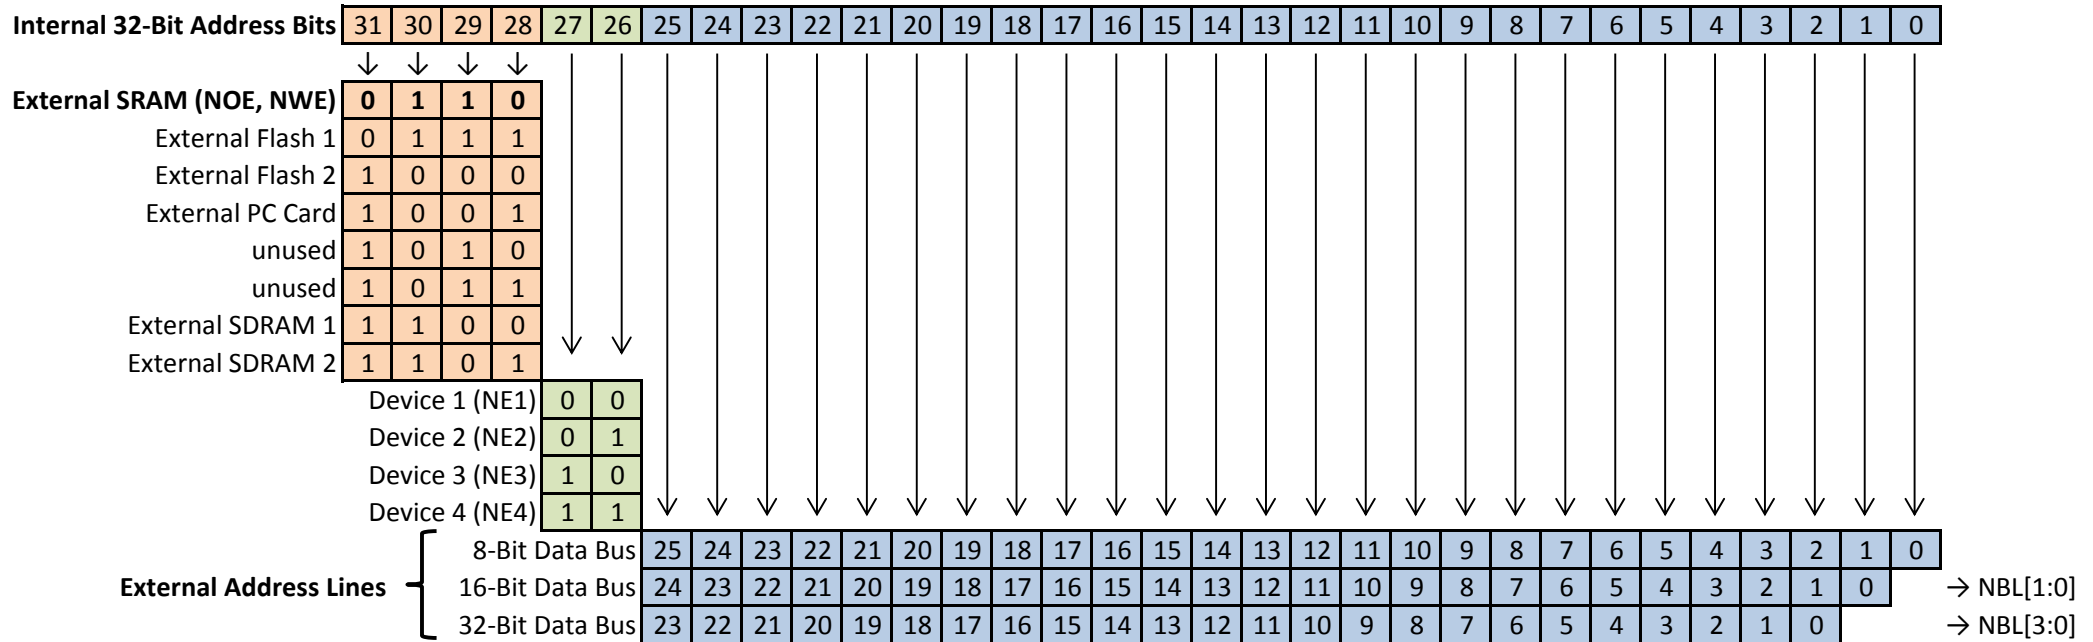 Internal 32-Bit Address Bits 31 30 29 28 27 26 25 24 23 22 21 20 19 18 17 16 15 14 13 12 11 10 9 8 7 6 5 4 3 2 1 0
External SRAM (NOE, NWE) 0 1 1 0
External Flash 1 0 1 1 1
External Flash 2 1 0 0 0
External PC Card 1 0 0 1
unused 1 0 1 0
unused 1 0 1 1
External SDRAM 1 1 1 0 0
External SDRAM 2 1 1 0 1
Device 1 (NE1) 0 0
Device 2 (NE2) 0 1
Device 3 (NE3) 1 0
Device 4 (NE4) 1 1
8-Bit Data Bus 25 24 23 22 21 20 19 18 17 16 15 14 13 12 11 10 9 8 7 6 5 4 3 2 1 0
External Address Lines 16-Bit Data Bus 24 23 22 21 20 19 18 17 16 15 14 13 12 11 10 9 8 7 6 5 4 3 2 1 0 → NBL[1:0]
32-Bit Data Bus 23 22 21 20 19 18 17 16 15 14 13 12 11 10 9 8 7 6 5 4 3 2 1 0 → NBL[3:0]